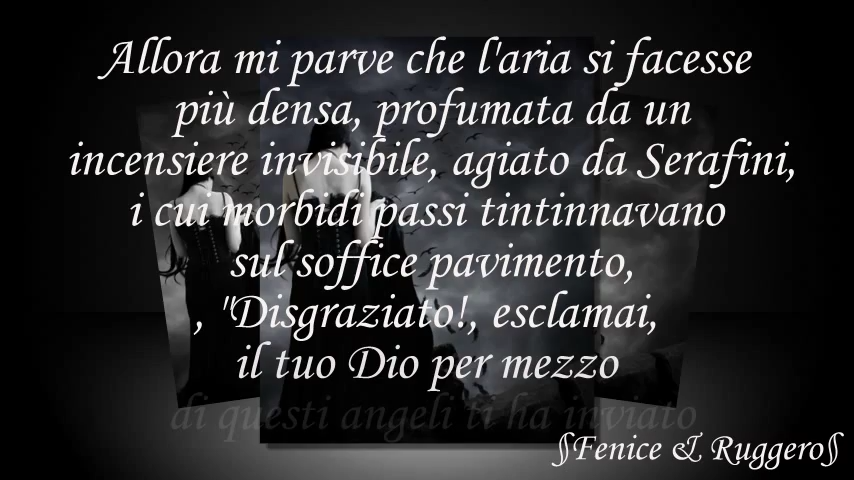 Allora mi parve che l'aria si facesse
più densa, profumata da un
incensiere invisibile, agiato da Serafini,
i cui morbidi passi tintinnavano
sul soffice pavimento,
, "Disgraziato!, esclamai,
il tuo Dio per mezzo
di questi angeli ti ha inviato
§Fenice & Ruggero§